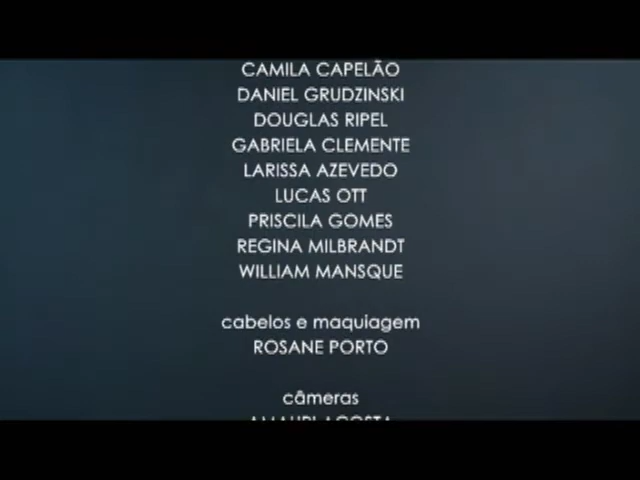 CAMILA CAPELÃO
DANIEL GRUDZINSKI
DOUGLAS RIPEL
GABRIELA CLEMENTE
LARISSA AZEVEDO
LUCAS OTT
PRISCILA GOMES
REGINA MILBRANDT
WILLIAM MANSQUE
cabelos e maquiagem
ROSANE PORTO
câmeras